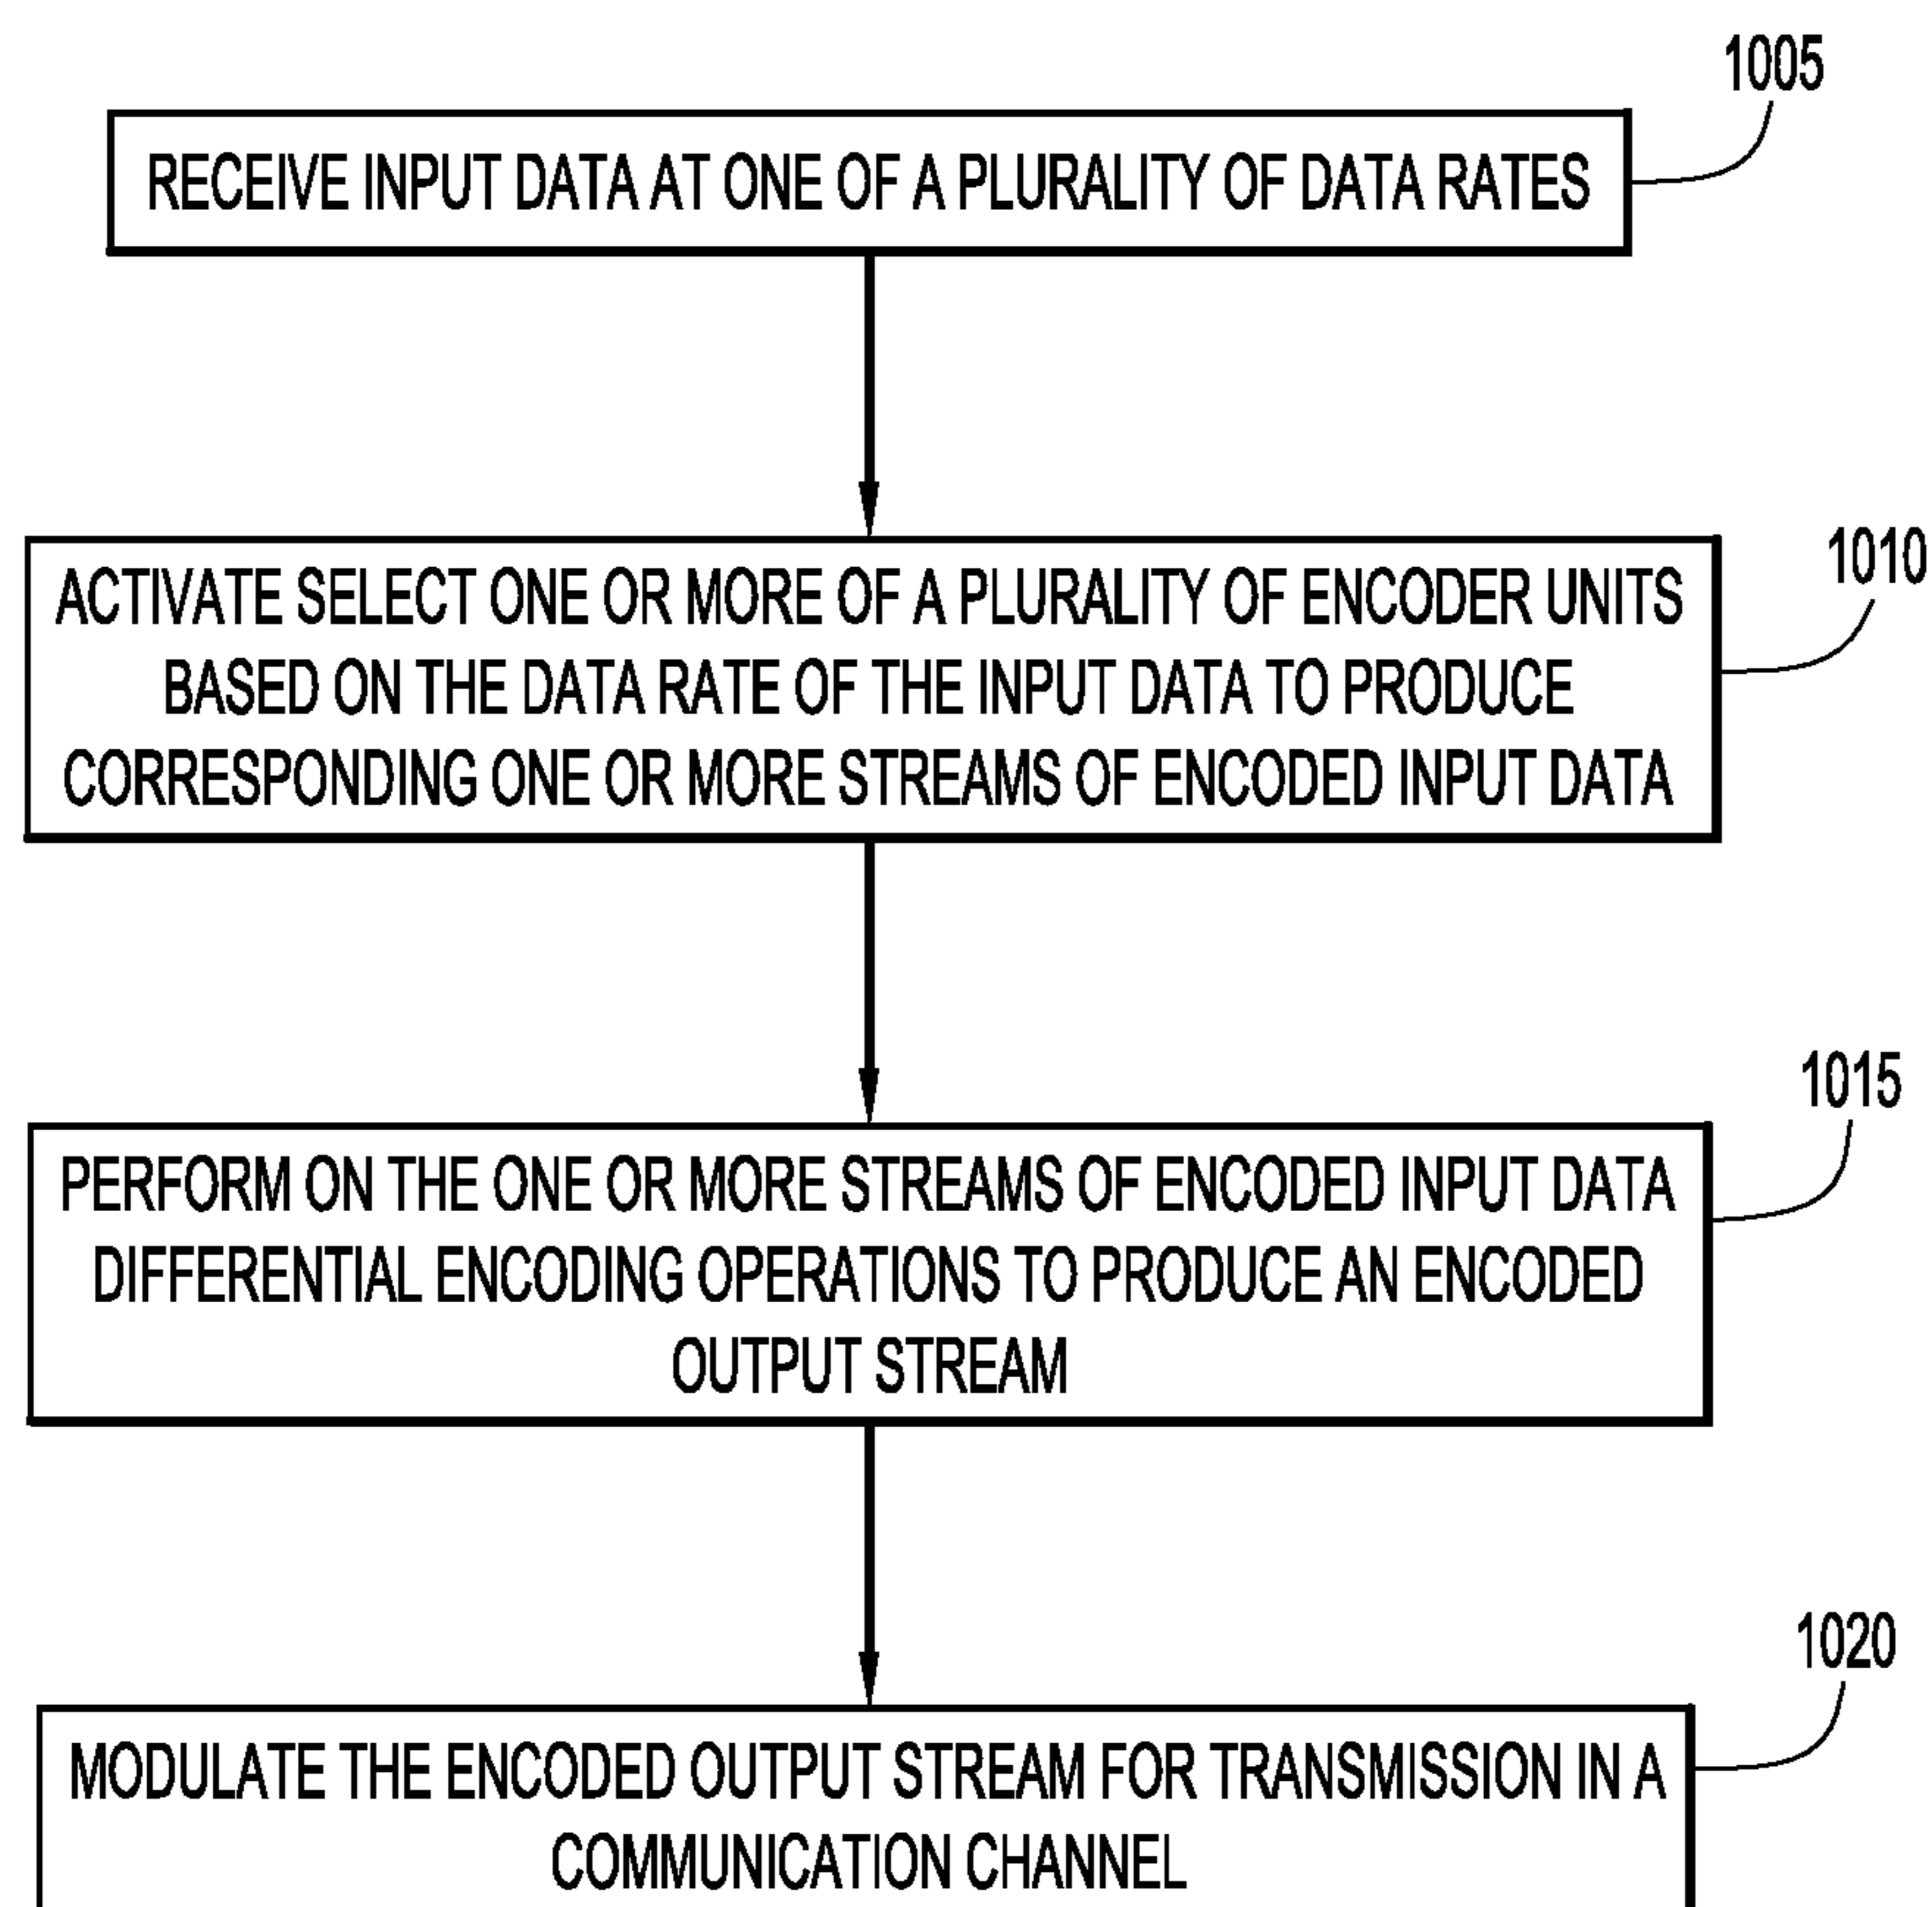 1005
RECEIVE INPUT DATA AT ONE OF A PLURALITY OF DATA RATES
1010
ACTIVATE SELECT ONE OR MORE OF A PLURALITY OF ENCODER UNITS
BASED ON THE DATA RATE OF THE INPUT DATA TO PRODUCE
CORRESPONDING ONE OR MORE STREAMS OF ENCODED INPUT DATA
1015
PERFORM ON THE ONE OR MORE STREAMS OF ENCODED INPUT DATA
DIFFERENTIAL ENCODING OPERATIONS TO PRODUCE AN ENCODED
OUTPUT STREAM
1020
MODULATE THE ENCODED OUTPUT STREAM FOR TRANSMISSION IN A
COMMUNICATION CHANNEL